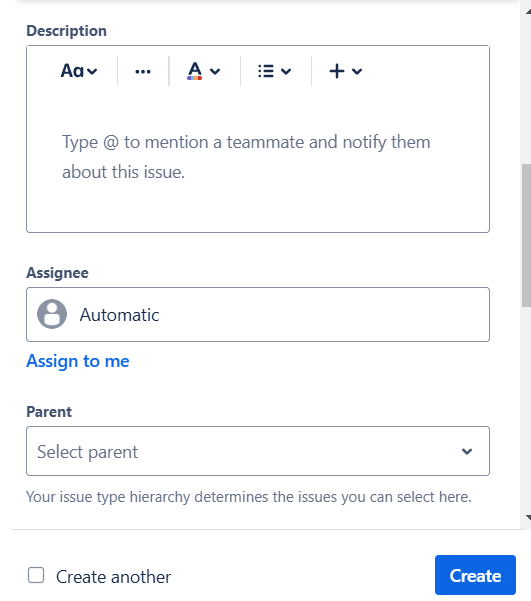 Description
Aa
A
Type @ to mention a teammate and notify them
about this issue.
Assignee
Automatic
Assign to me
Parent
Select parent
Your issue type hierarchy determines the issues you can select here.
Create another
Create